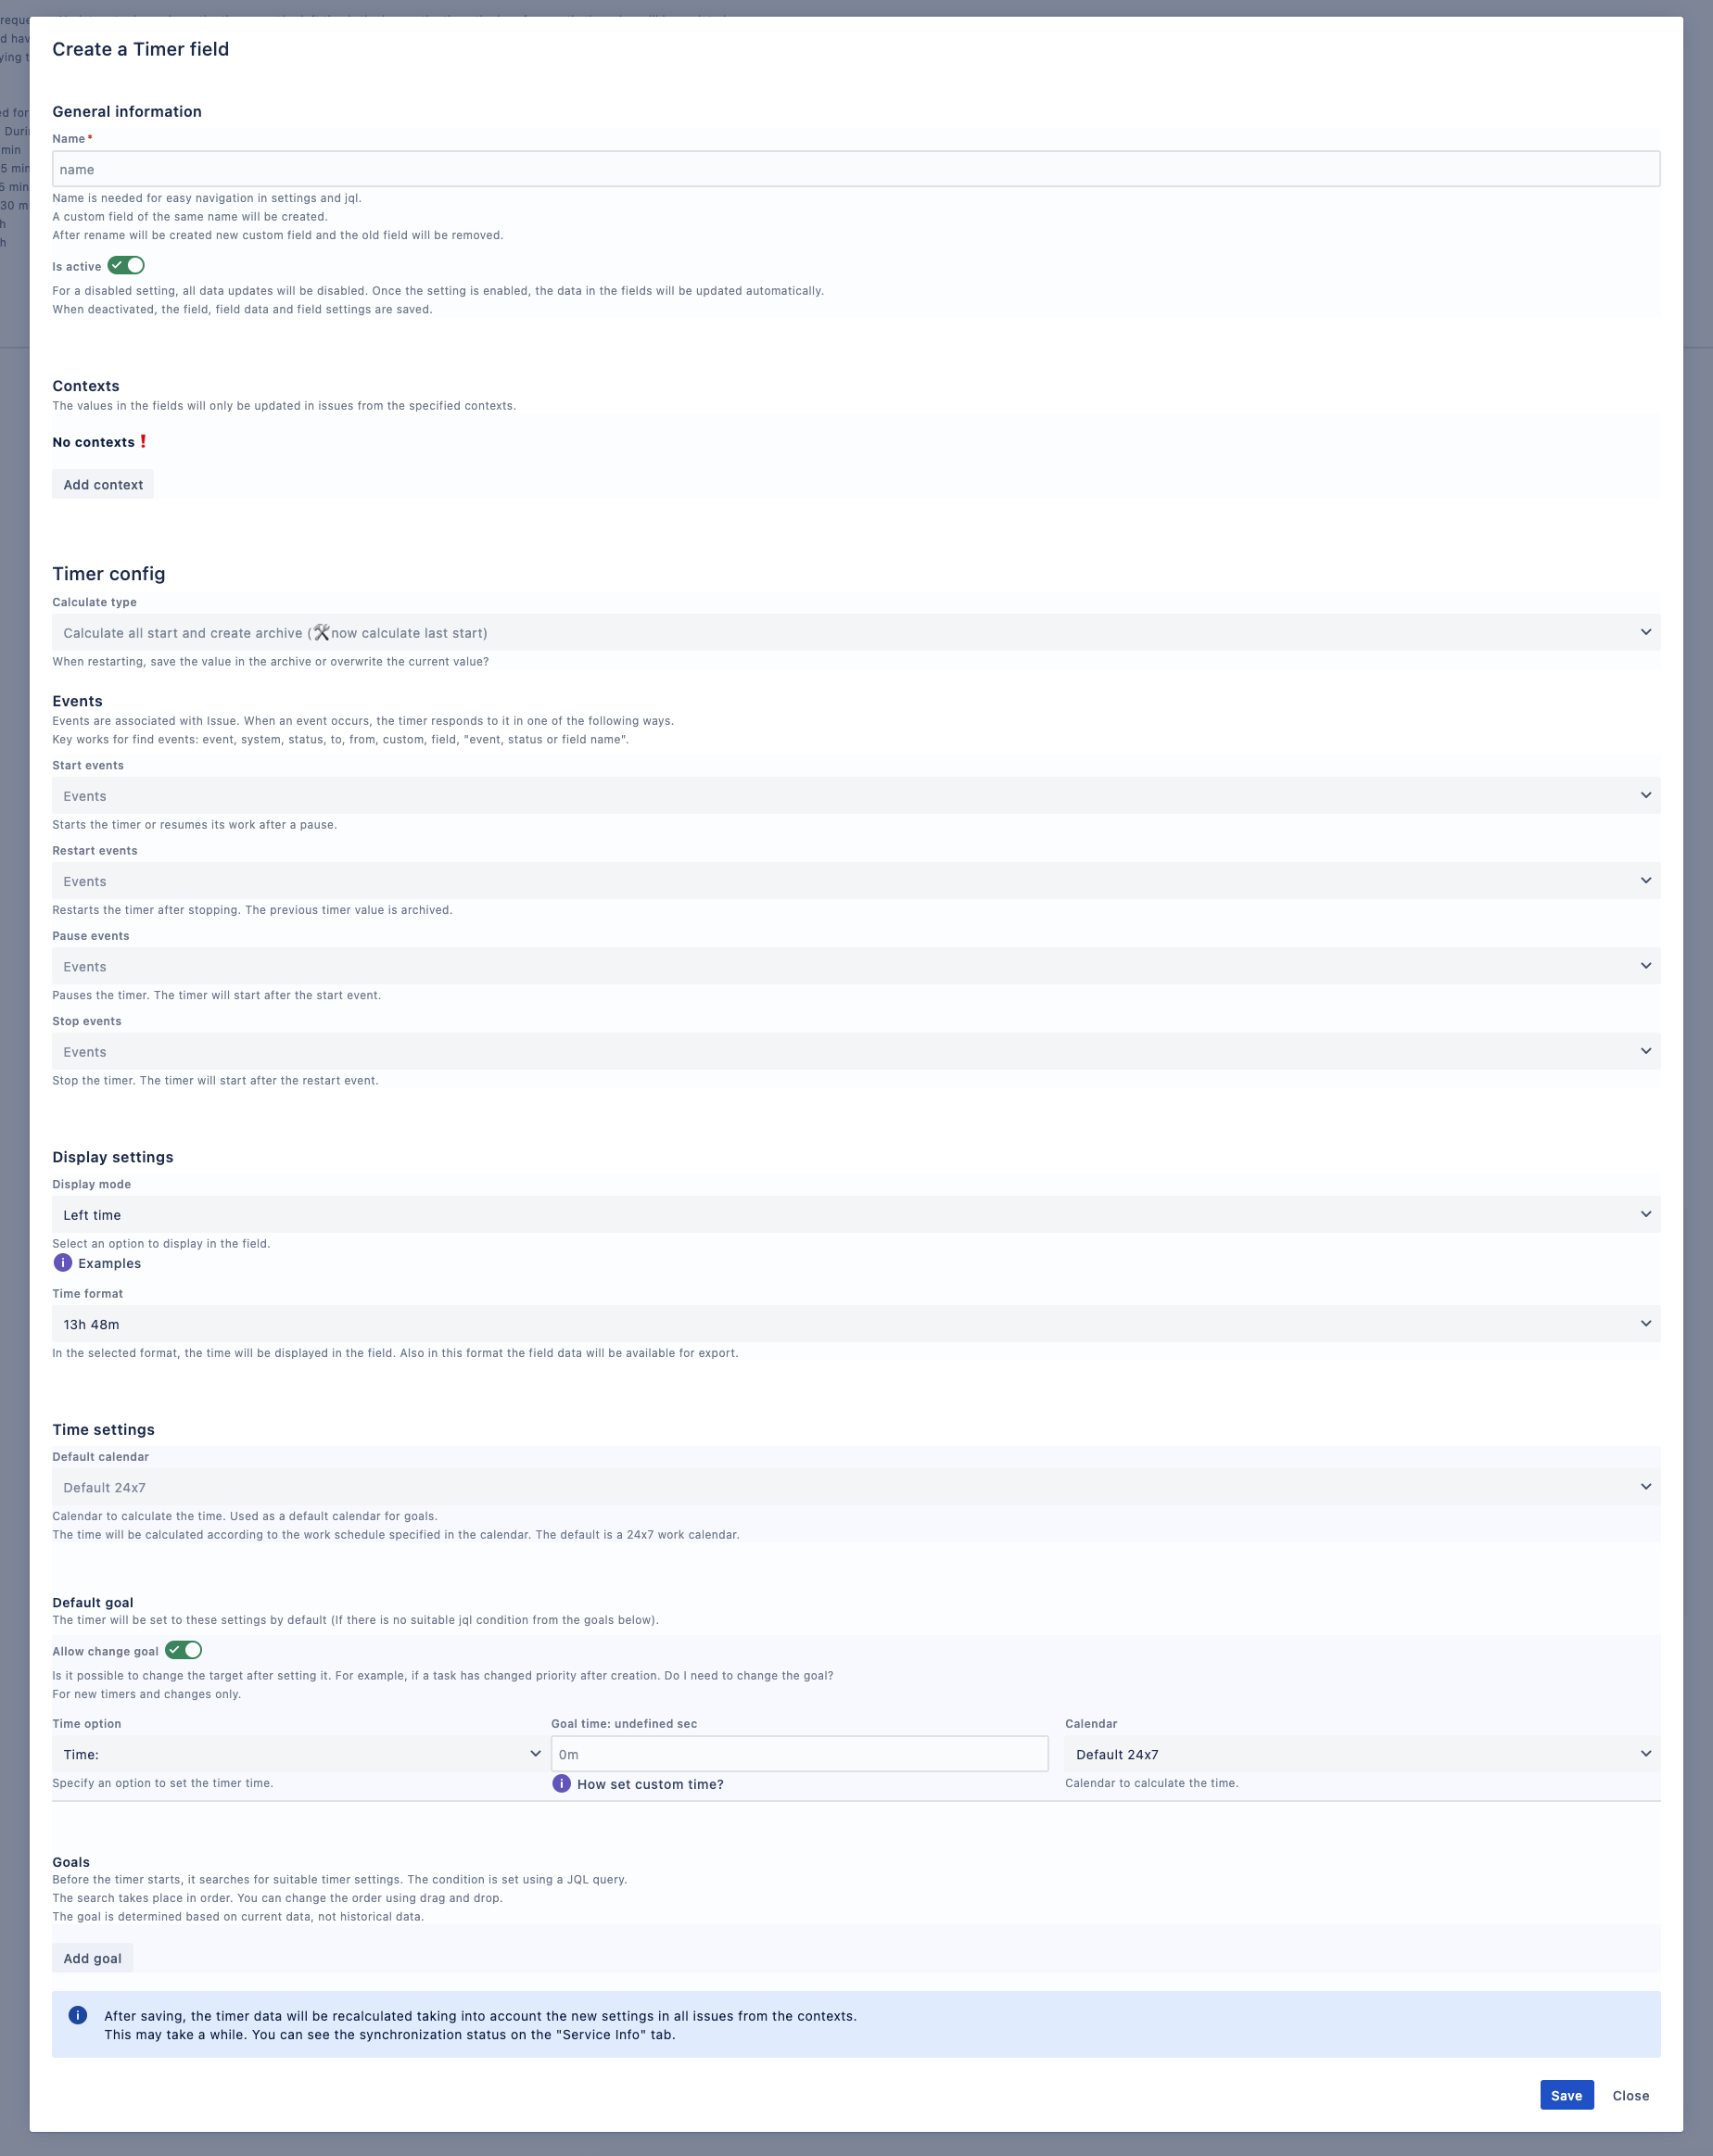 Create a Timer field
General information
Name *
name
Name is needed for easy navigation in settings and jql.
A custom field of the same name will be created.
After rename will be created new custom field and the old field will be removed.
Is active
For a disabled setting, all data updates will be disabled. Once the setting is enabled, the data in the fields will be updated automatically.
When deactivated, the field, field data and field settings are saved.
Contexts
The values in the fields will only be updated in issues from the specified contexts.
No contexts ❗
Add context
Timer config
Calculate type
Calculate all start and create archive (🛠now calculate last start)
When restarting, save the value in the archive or overwrite the current value?
Events
Events are associated with Issue. When an event occurs, the timer responds to it in one of the following ways.
Key works for find events: event, system, status, to, from, custom, field, "event, status or field name".
Start events
Events
Starts the timer or resumes its work after a pause.
Restart events
Events
Restarts the timer after stopping. The previous timer value is archived.
Pause events
Events
Pauses the timer. The timer will start after the start event.
Stop events
Events
Stop the timer. The timer will start after the restart event.
Display settings
Display mode
Left time
Select an option to display in the field.
Examples
Time format
13h 48m
In the selected format, the time will be displayed in the field. Also in this format the field data will be available for export.
Time settings
Default calendar
Default 24x7
Calendar to calculate the time. Used as a default calendar for goals.
The time will be calculated according to the work schedule specified in the calendar. The default is a 24x7 work calendar.
Default goal
The timer will be set to these settings by default (If there is no suitable jql condition from the goals below).
Allow change goal
Is it possible to change the target after setting it. For example, if a task has changed priority after creation. Do I need to change the goal?
For new timers and changes only.
Time option Goal time: undefined sec Calendar
Time: 0m Default 24x7
Specify an option to set the timer time. How set custom time? Calendar to calculate the time.
Goals
Before the timer starts, it searches for suitable timer settings. The condition is set using a JQL query.
The search takes place in order. You can change the order using drag and drop.
The goal is determined based on current data, not historical data.
Add goal
After saving, the timer data will be recalculated taking into account the new settings in all issues from the contexts.
This may take a while. You can see the synchronization status on the "Service Info" tab.
Save Close